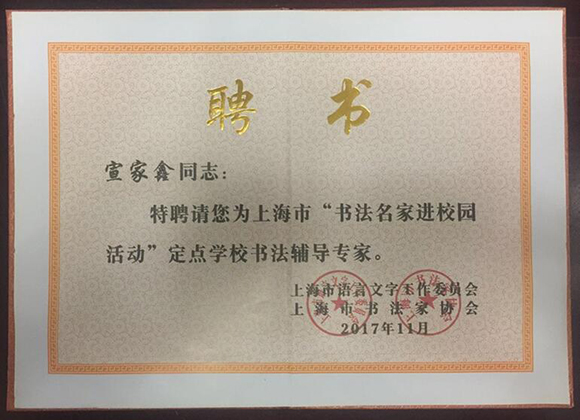 聘书
宣家鑫同志：
特聘请您为上海市“书法名家进校园
活动”定点学校书法辅导专家。
上海市语言文字工作委员会
上海市书法家协会
2017年11月